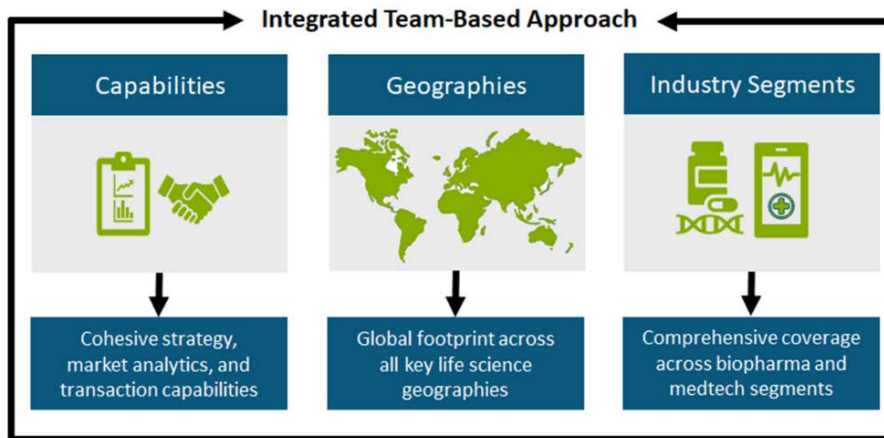 Integrated Team-Based Approach
Capabilities
Geographies
Industry Segments
Cohesive strategy,
market analytics, and
transaction capabilities
Global footprint across
all key life science
geographies
Comprehensive coverage
across biopharma and
medtech segments